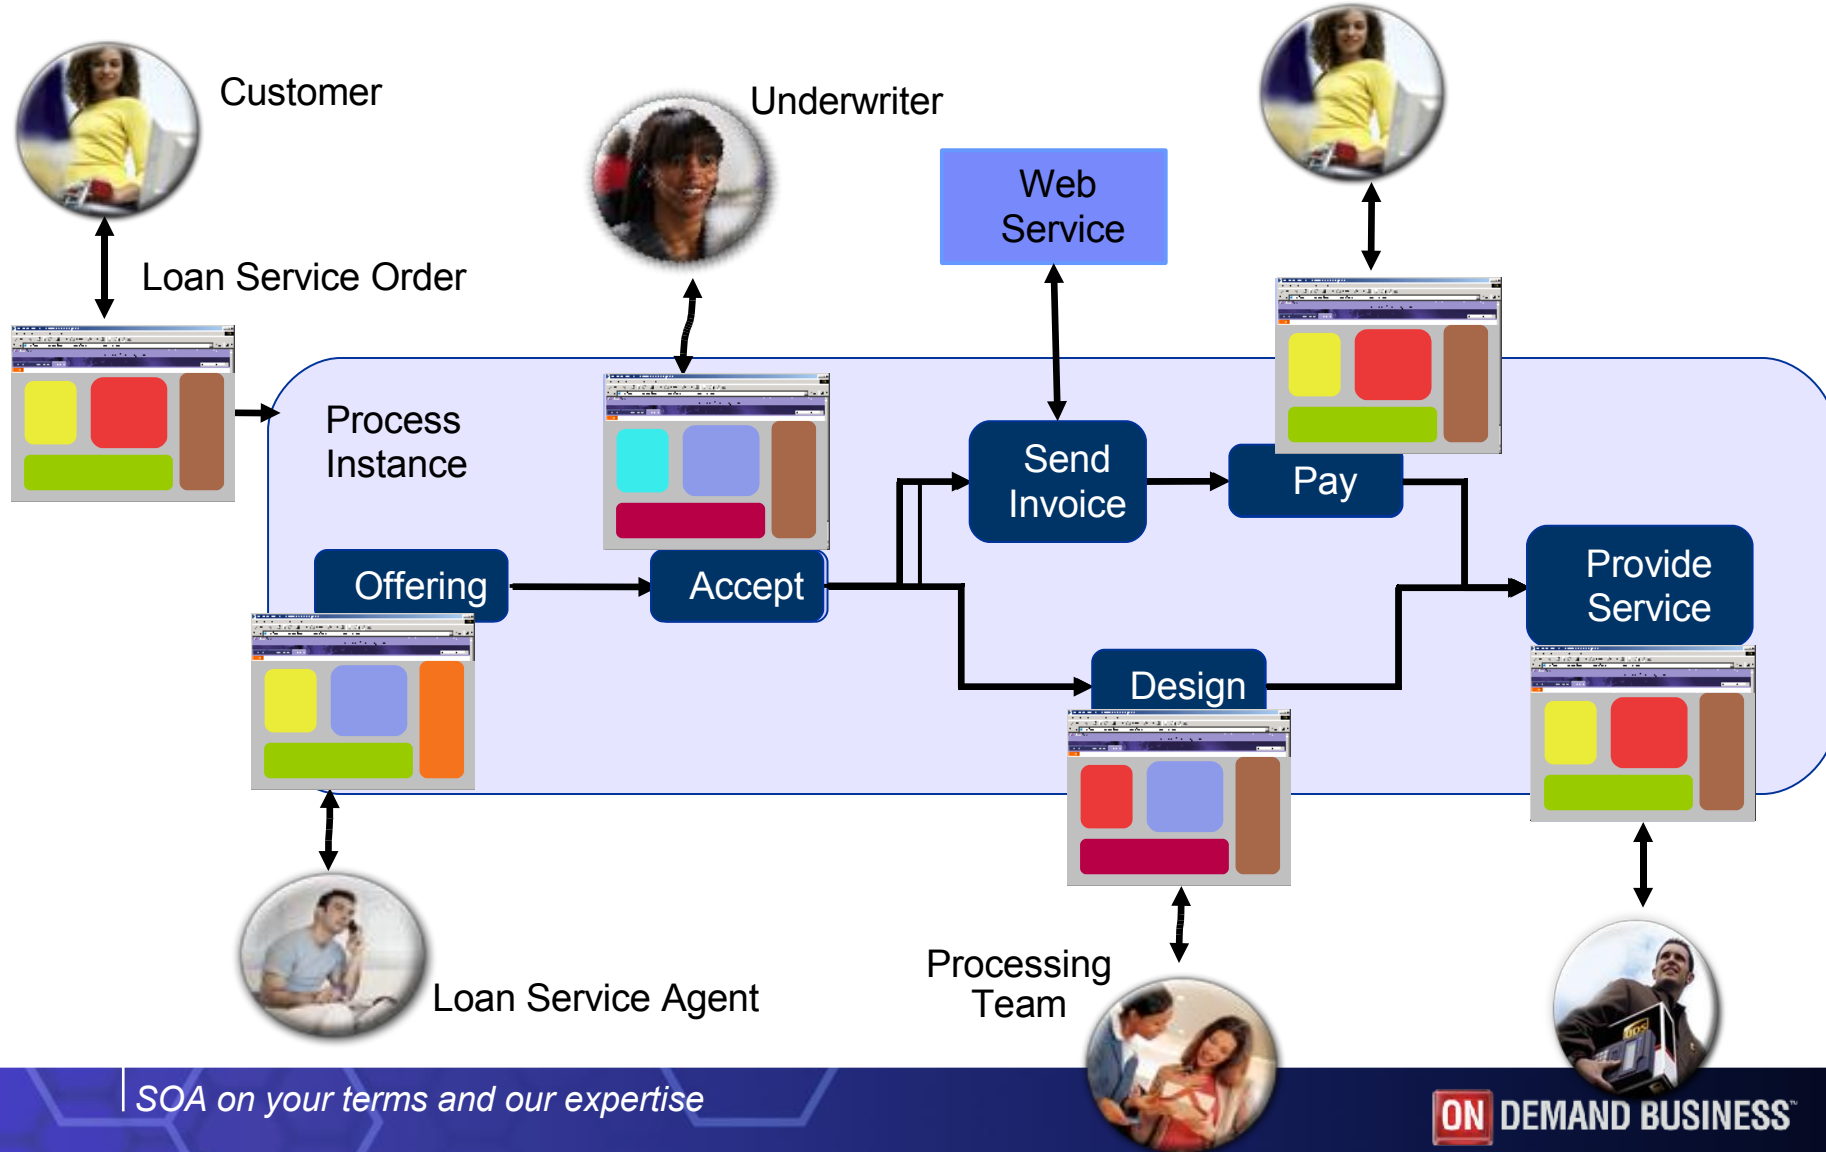 Customer
Underwriter
Web
Service
Loan Service Order
Process
Instance
Send
Invoice
Pay
Offering
Accept
Provide
Service
Design
Processing
Team
Loan Service Agent
SOA on your terms and our expertise
ON DEMAND BUSINESS™